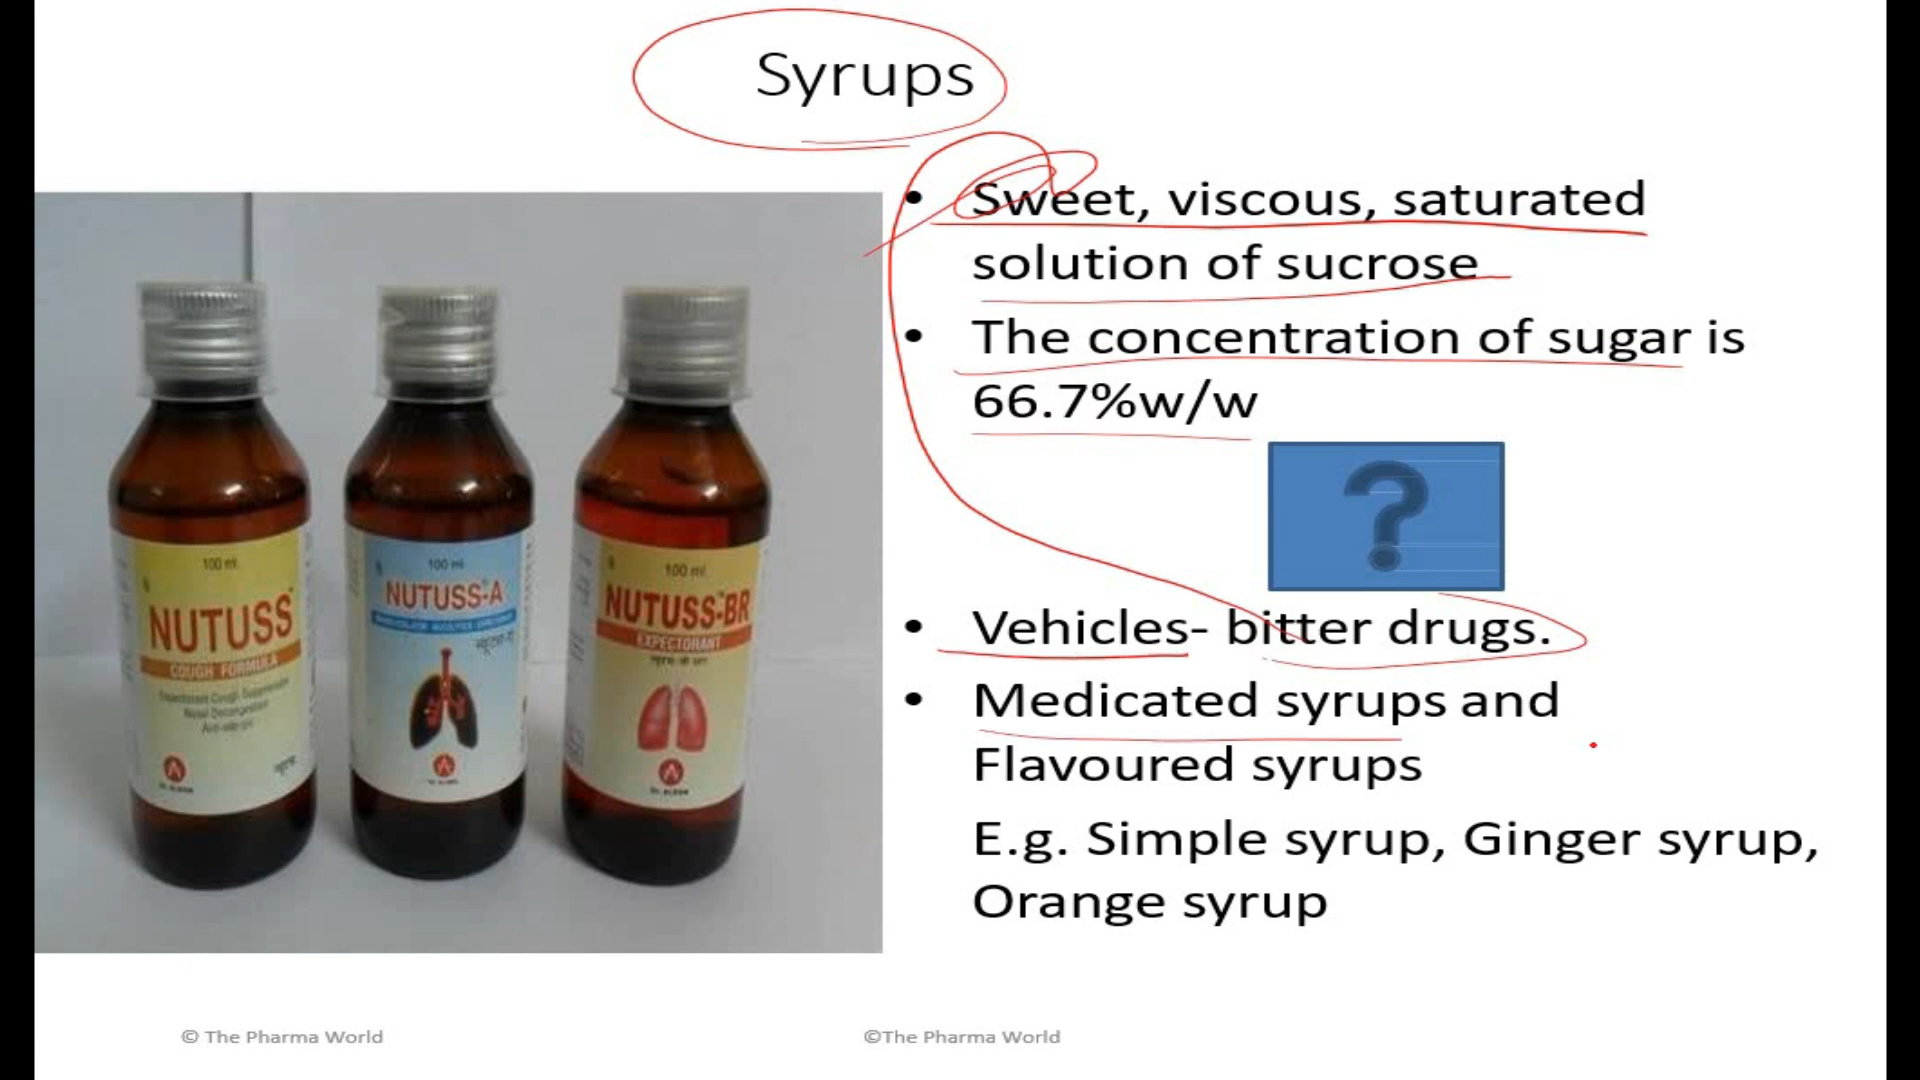 Syrups
• Sweet, viscous, saturated
solution of sucrose
• The concentration of sugar is
66.7%w/w
?
• Vehicles- bitter drugs.
• Medicated syrups and
Flavoured syrups
E.g. Simple syrup, Ginger syrup,
Orange syrup
100 ml
NUTUSS
COUGH FORMULA
100 ml
NUTUSS-A
100 ml
NUTUSS-BR
EXPECTORANT
© The Pharma World
©The Pharma World